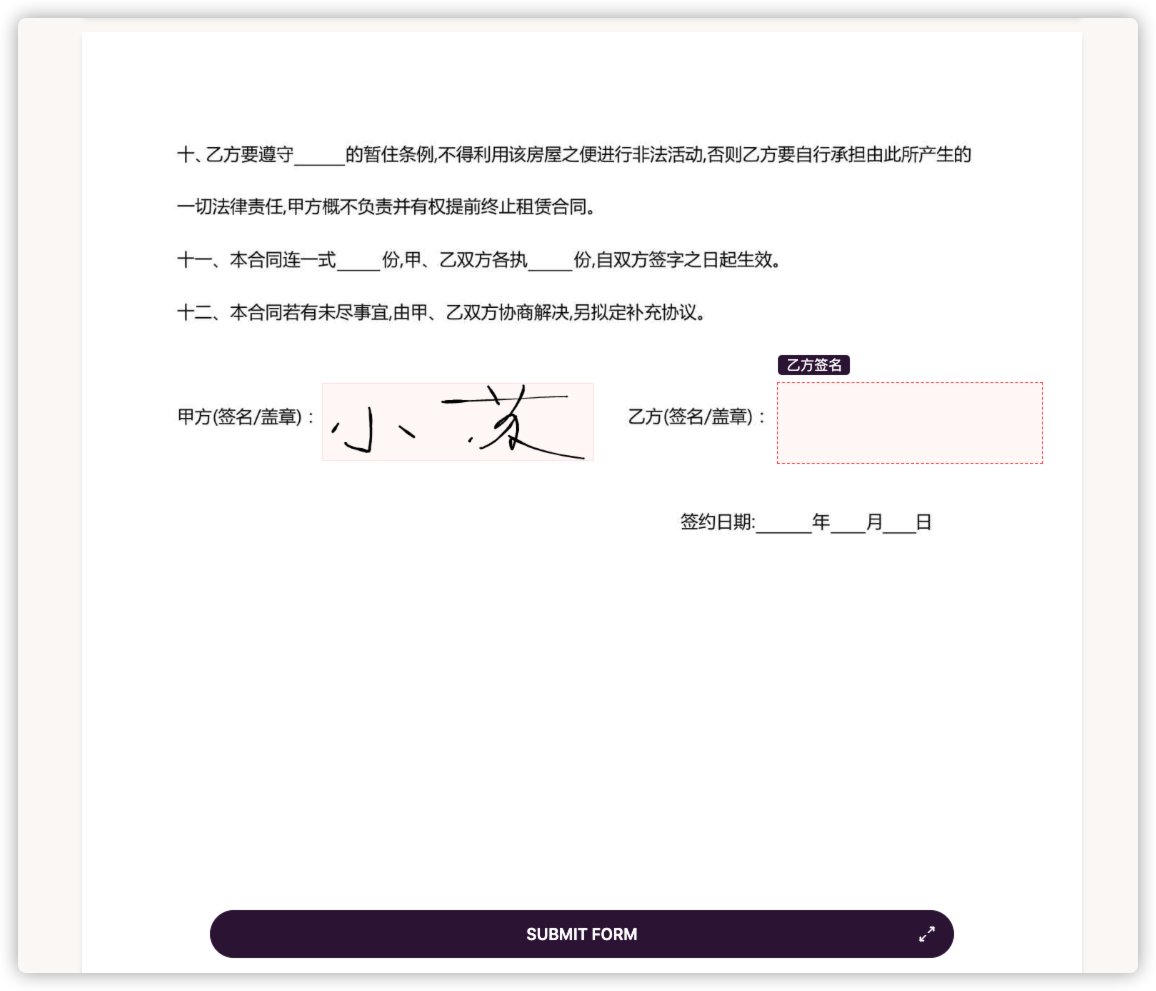 十、乙方要遵守______的暂住条例,不得利用该房屋之便进行非法活动,否则乙方要自行承担由此所产生的
一切法律责任,甲方概不负责并有权提前终止租赁合同。
十一、本合同连一式_____份,甲、乙双方各执_____份,自双方签字之日起生效。
十二、本合同若有未尽事宜,由甲、乙双方协商解决,另拟定补充协议。
乙方签名
甲方(签名/盖章)： 小苏 乙方(签名/盖章)：
签约日期:______年____月____日
SUBMIT FORM